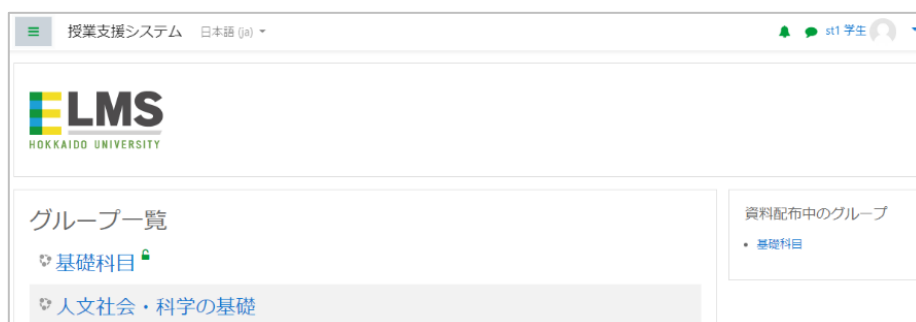 授業支援システム 日本語 (ja)
st1 学生
ELMS
HOKKAIDO UNIVERSITY
グループ一覧
基礎科目
人文社会・科学の基礎
資料配布中のグループ
基礎科目